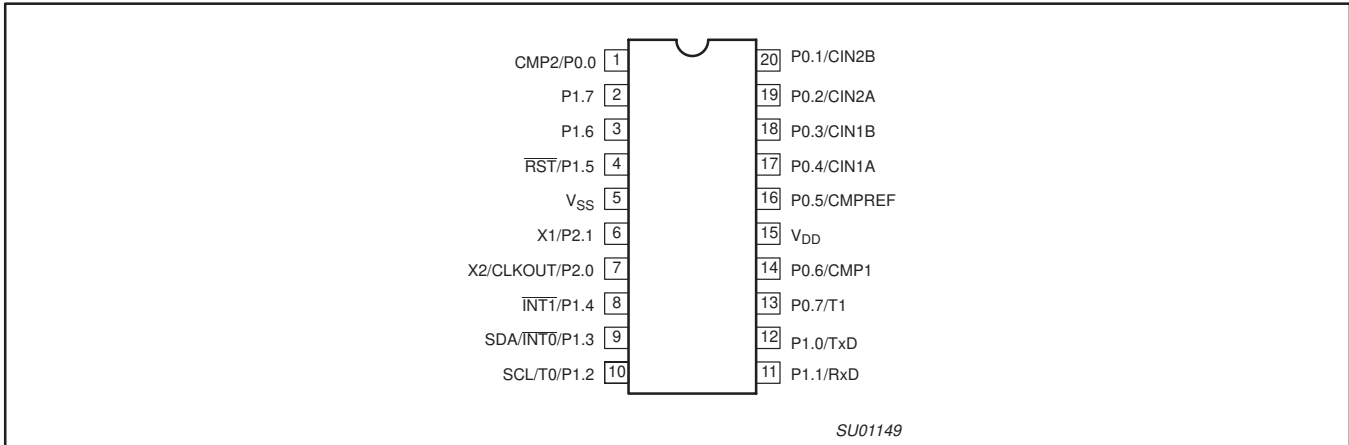 CMP2/P0.0 1 20 P0.1/CIN2B
P1.7 2 19 P0.2/CIN2A
P1.6 3 18 P0.3/CIN1B
R̅S̅T̅/P1.5 4 17 P0.4/CIN1A
VSS 5 16 P0.5/CMPREF
X1/P2.1 6 15 VDD
X2/CLKOUT/P2.0 7 14 P0.6/CMP1
I̅N̅T̅1̅/P1.4 8 13 P0.7/T1
SDA/I̅N̅T̅0̅/P1.3 9 12 P1.0/TxD
SCL/T0/P1.2 10 11 P1.1/RxD
SU01149